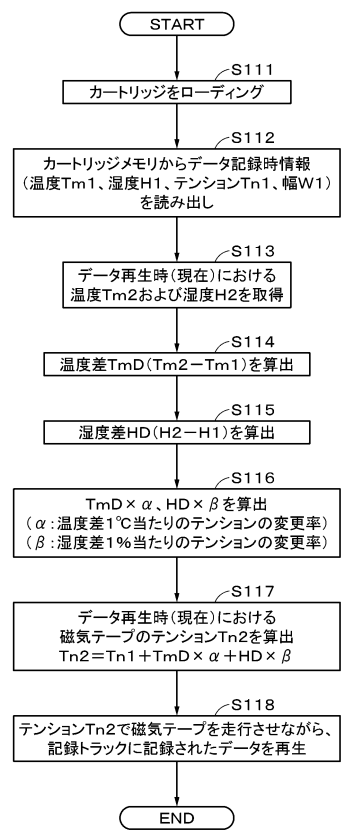 START
S111
カートリッジをローディング
S112
カートリッジメモリからデータ記録時情報
(温度Tm1、湿度H1、テンションTn1、幅W1)
を読み出し
S113
データ再生時(現在)における
温度Tm2および湿度H2を取得
S114
温度差TmD(Tm2－Tm1)を算出
S115
湿度差HD(H2－H1)を算出
S116
TmD×α、HD×βを算出
(α:温度差1℃当たりのテンションの変更率)
(β:湿度差1%当たりのテンションの変更率)
S117
データ再生時(現在)における
磁気テープのテンションTn2を算出
Tn2＝Tn1＋TmD×α＋HD×β
S118
テンションTn2で磁気テープを走行させながら、
記録トラックに記録されたデータを再生
END